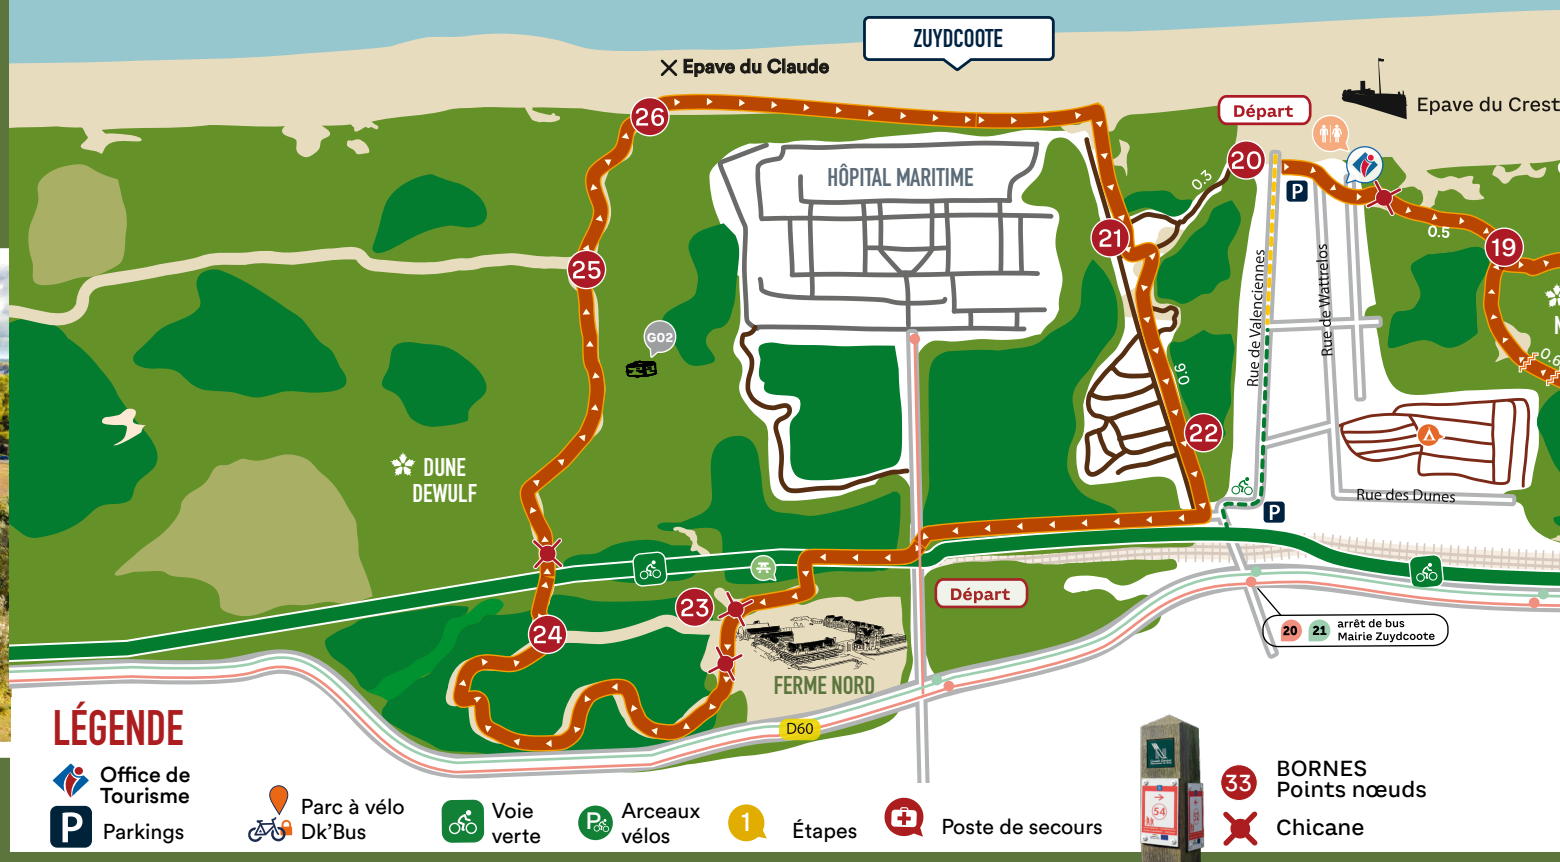 ZUYDCOOTE
Epave du Claude
Départ
Epave du Crest
26
20
HÔPITAL MARITIME
0.3
P
21
0.5
19
25
Rue de Valenciennes
Rue de Wattrelos
G02
0.6
0.6
22
DUNE
DEWULF
Rue des Dunes
P
Départ
23
24
20
21
arrêt de bus
Mairie Zuydcoote
FERME NORD
D60
LÉGENDE
Office de
Tourisme
P
Parkings
Parc à vélo
Dk'Bus
Voie
verte
P
Arceaux
vélos
1
Étapes
Poste de secours
54
33
BORNES
Points nœuds
Chicane